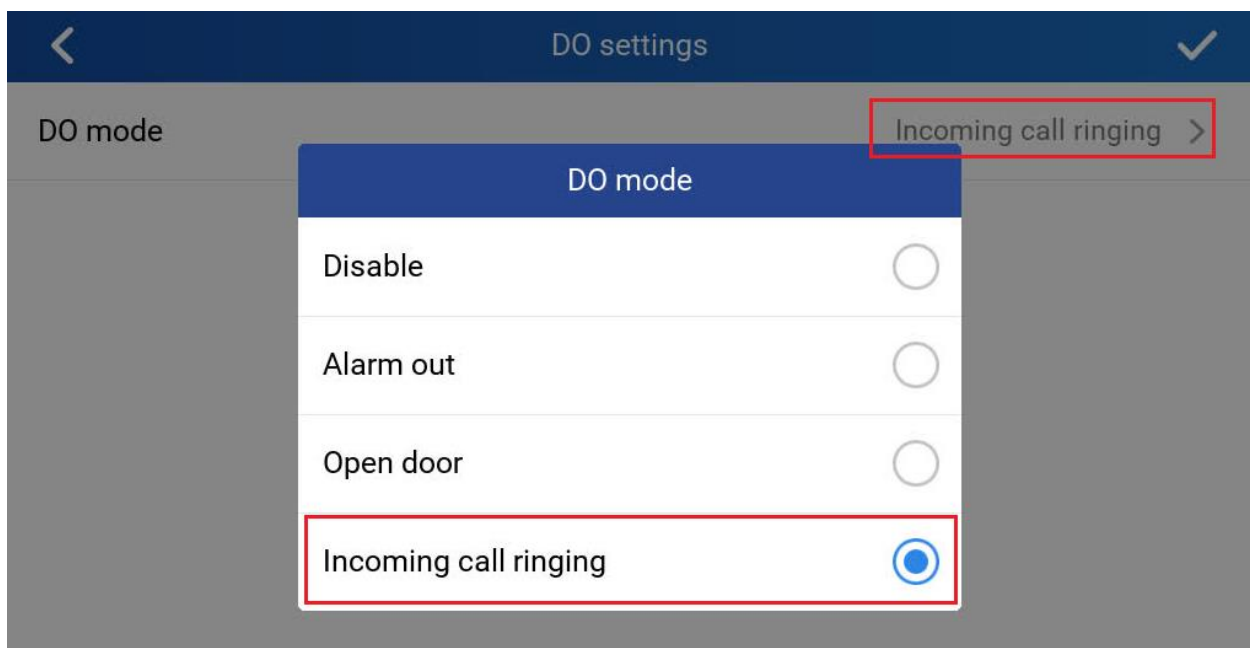 DO settings
DO mode
Incoming call ringing
DO mode
Disable
Alarm out
Open door
Incoming call ringing